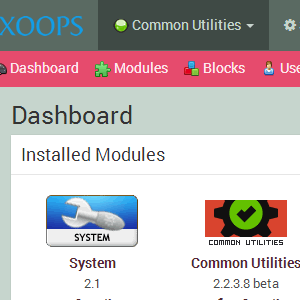 XOOPS
Common Utilities
Dashboard Modules Blocks Use
Dashboard
Installed Modules
SYSTEM COMMON UTILITIES
System Common Utilities
2.1 2.2.3.8 beta